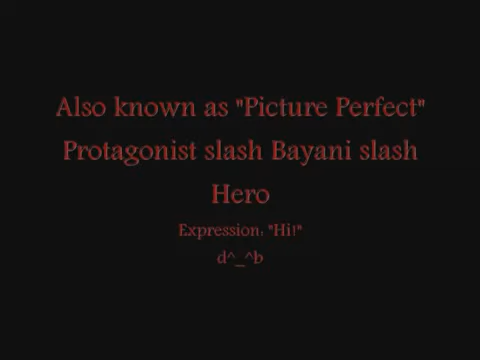 Also known as "Picture Perfect"
Protagonist slash Bayani slash
Hero
Expression: "Hi!"
d^_^b